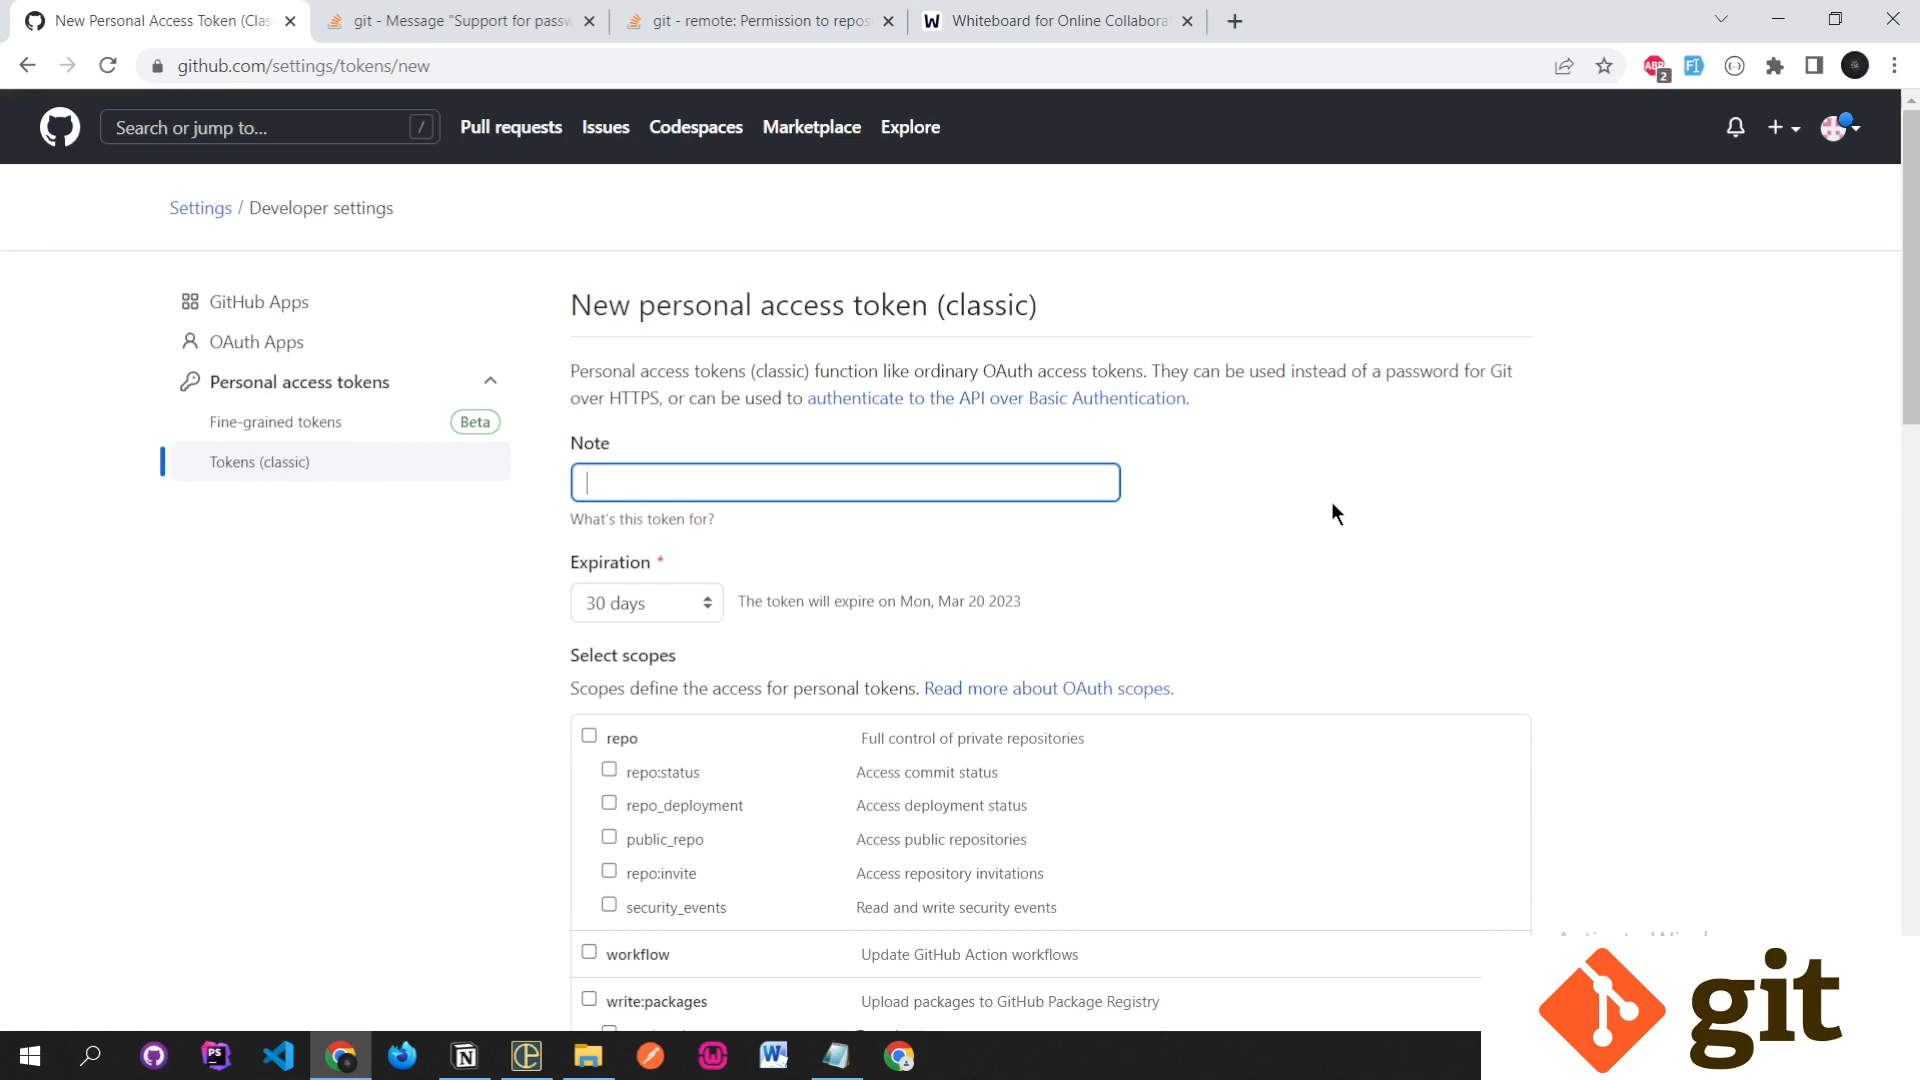 New Personal Access Token (Clas
git - Message "Support for passw
git - remote: Permission to repos
W Whiteboard for Online Collabora
github.com/settings/tokens/new
ABP 2
Search or jump to... /
Pull requests Issues Codespaces Marketplace Explore
Settings / Developer settings
GitHub Apps
OAuth Apps
Personal access tokens
Fine-grained tokens Beta
Tokens (classic)
New personal access token (classic)
Personal access tokens (classic) function like ordinary OAuth access tokens. They can be used instead of a password for Git
over HTTPS, or can be used to authenticate to the API over Basic Authentication.
Note
What's this token for?
Expiration *
30 days The token will expire on Mon, Mar 20 2023
Select scopes
Scopes define the access for personal tokens. Read more about OAuth scopes.
repo Full control of private repositories
repo:status Access commit status
repo_deployment Access deployment status
public_repo Access public repositories
repo:invite Access repository invitations
security_events Read and write security events
workflow Update GitHub Action workflows
write:packages Upload packages to GitHub Package Registry
git